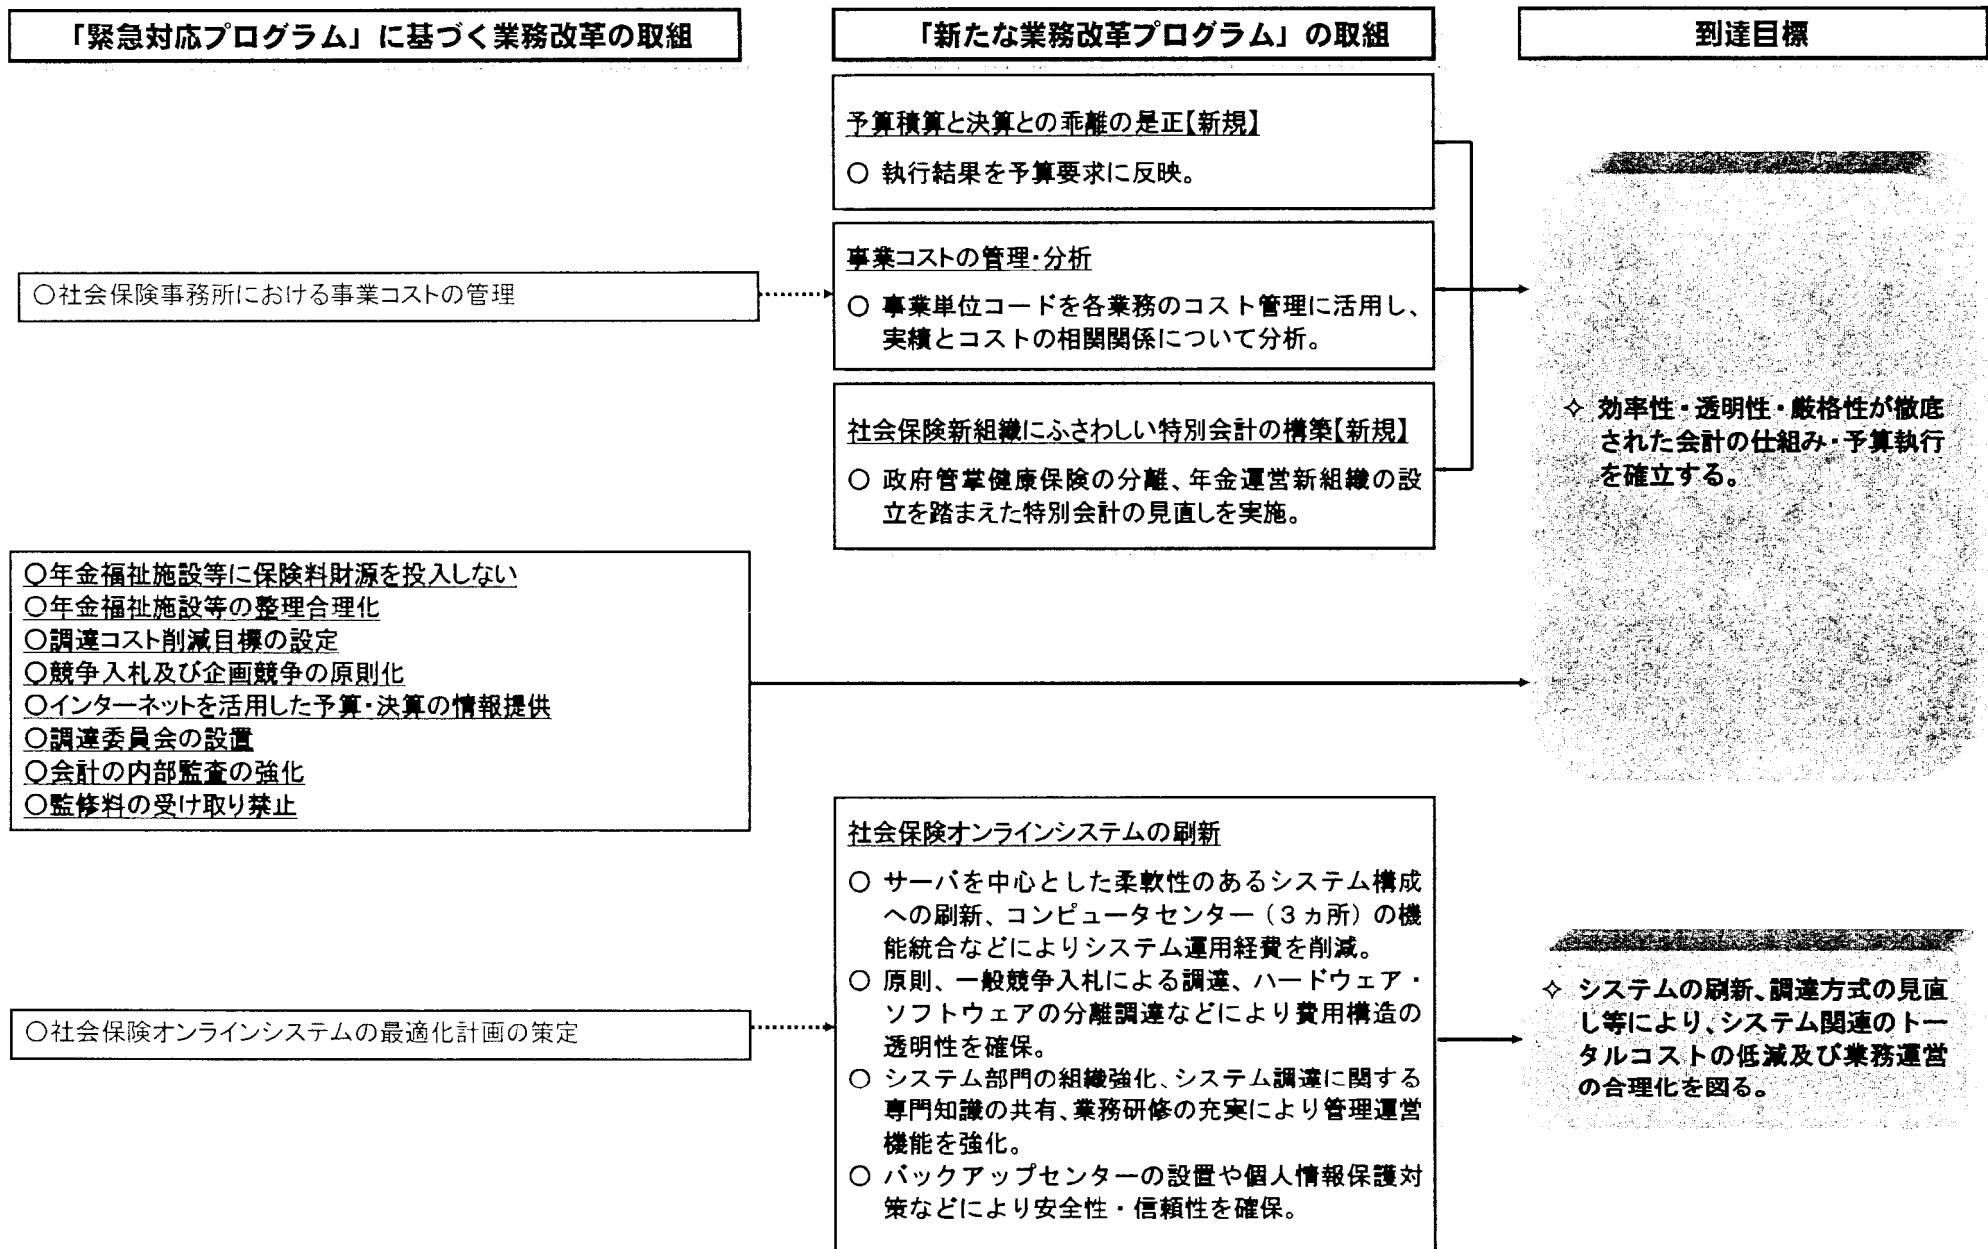 「緊急対応プログラム」に基づく業務改革の取組
「新たな業務改革プログラム」の取組
到達目標
予算積算と決算との乖離の是正【新規】
○ 執行結果を予算要求に反映。
○社会保険事務所における事業コストの管理
事業コストの管理・分析
○ 事業単位コードを各業務のコスト管理に活用し、
実績とコストの相関関係について分析。
社会保険新組織にふさわしい特別会計の構築【新規】
○ 政府管掌健康保険の分離、年金運営新組織の設
立を踏まえた特別会計の見直しを実施。
✧ 効率性・透明性・厳格性が徹底
された会計の仕組み・予算執行
を確立する。
○年金福祉施設等に保険料財源を投入しない
○年金福祉施設等の整理合理化
○調達コスト削減目標の設定
○競争入札及び企画競争の原則化
○インターネットを活用した予算・決算の情報提供
○調達委員会の設置
○会計の内部監査の強化
○監修料の受け取り禁止
○社会保険オンラインシステムの最適化計画の策定
社会保険オンラインシステムの刷新
○ サーバを中心とした柔軟性のあるシステム構成
への刷新、コンピュータセンター（３ヵ所）の機
能統合などによりシステム運用経費を削減。
○ 原則、一般競争入札による調達、ハードウェア・
ソフトウェアの分離調達などにより費用構造の
透明性を確保。
○ システム部門の組織強化、システム調達に関する
専門知識の共有、業務研修の充実により管理運営
機能を強化。
○ バックアップセンターの設置や個人情報保護対
策などにより安全性・信頼性を確保。
✧ システムの刷新、調達方式の見直
し等により、システム関連のトー
タルコストの低減及び業務運営
の合理化を図る。